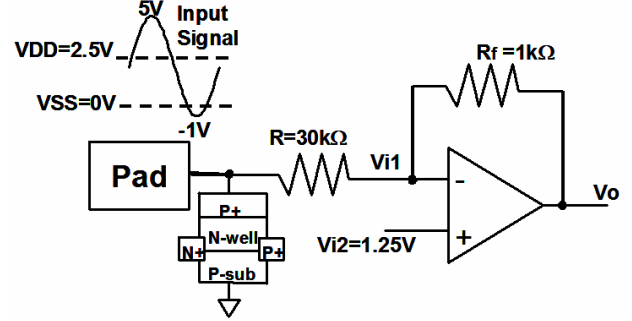 5V
Input
Signal
VDD=2.5V
VSS=0V
-1V
Rf =1kΩ
R=30kΩ
Vi1
Pad
P+
N-well
N+
P+
P-sub
-
+
Vi2=1.25V
Vo